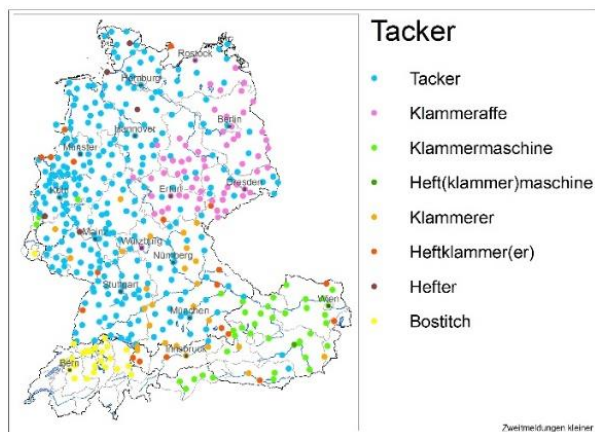 Tacker
Tacker
Klammeraffe
Klammermaschine
Heft(klammer)maschine
Klammerer
Heftklammer(er)
Hefter
Bostitch
Rostock
Hamburg
Berlin
Hannover
Münster
Köln
Erfurt
Dresden
Mainz
Würzburg
Nürnberg
Stuttgart
München
Wien
Innsbruck
Bern
Zweitmeldungen kleiner